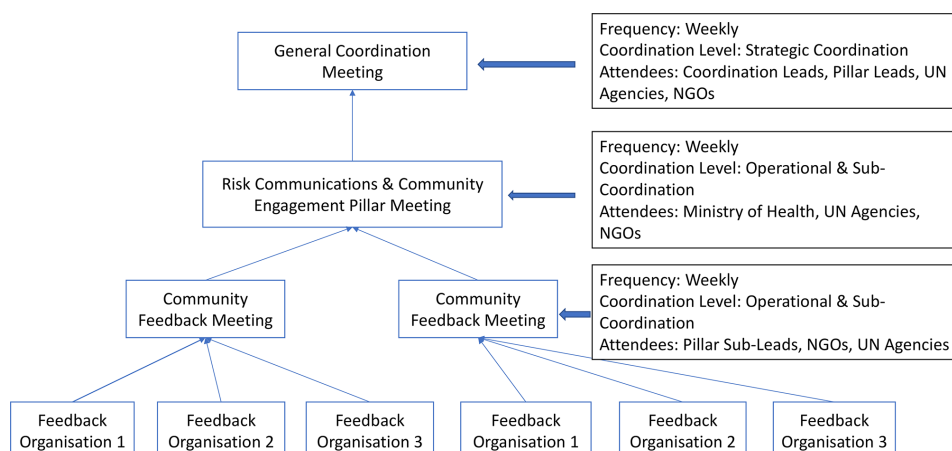 General Coordination
Meeting
Frequency: Weekly
Coordination Level: Strategic Coordination
Attendees: Coordination Leads, Pillar Leads, UN
Agencies, NGOs
Risk Communications & Community
Engagement Pillar Meeting
Frequency: Weekly
Coordination Level: Operational & Sub-
Coordination
Attendees: Ministry of Health, UN Agencies,
NGOs
Community
Feedback Meeting
Community
Feedback Meeting
Frequency: Weekly
Coordination Level: Operational & Sub-
Coordination
Attendees: Pillar Sub-Leads, NGOs, UN Agencies
Feedback
Organisation 1
Feedback
Organisation 2
Feedback
Organisation 3
Feedback
Organisation 1
Feedback
Organisation 2
Feedback
Organisation 3